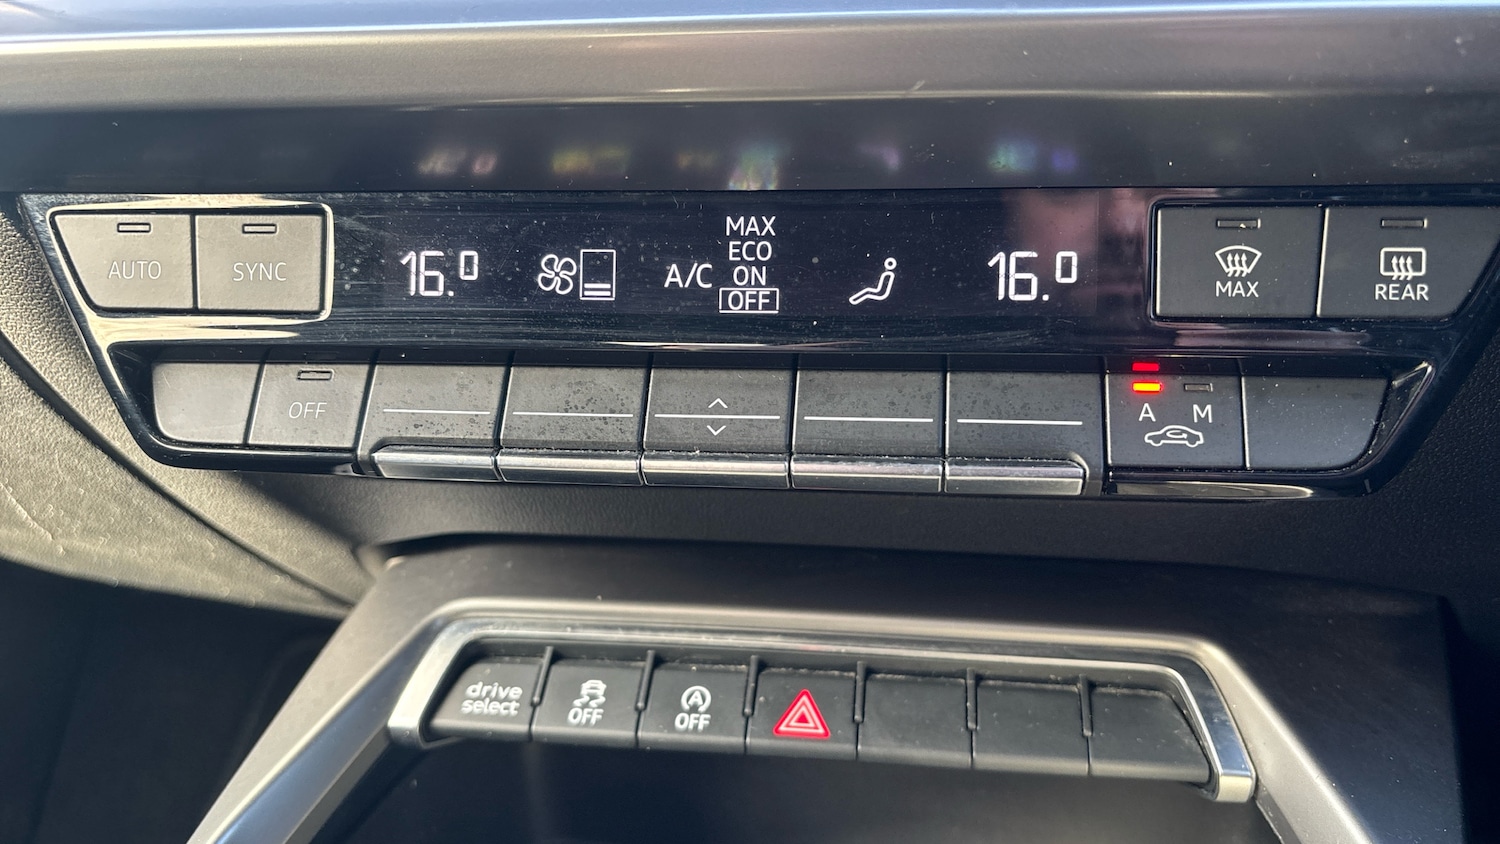 AUTO
SYNC
16.0
A/C
MAX
ECO
ON
OFF
16.0
MAX
REAR
OFF
A M
drive
select
OFF
A
OFF